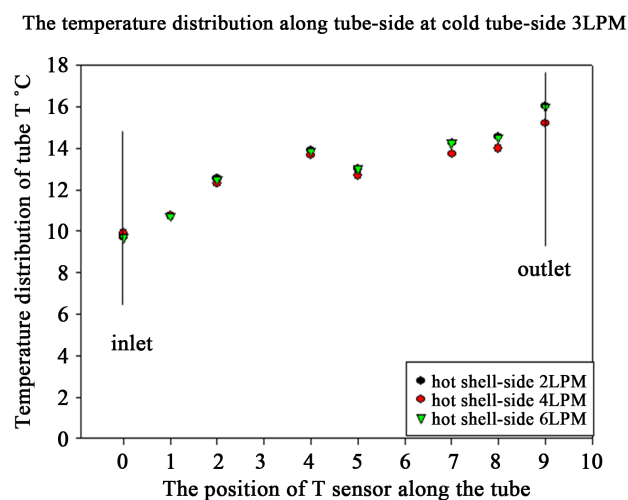 The temperature distribution along tube-side at cold tube-side 3LPM
Temperature distribution of tube T °C
18
16
14
12
10
8
6
4
2
0
inlet
outlet
hot shell-side 2LPM
hot shell-side 4LPM
hot shell-side 6LPM
0 1 2 3 4 5 6 7 8 9 10
The position of T sensor along the tube